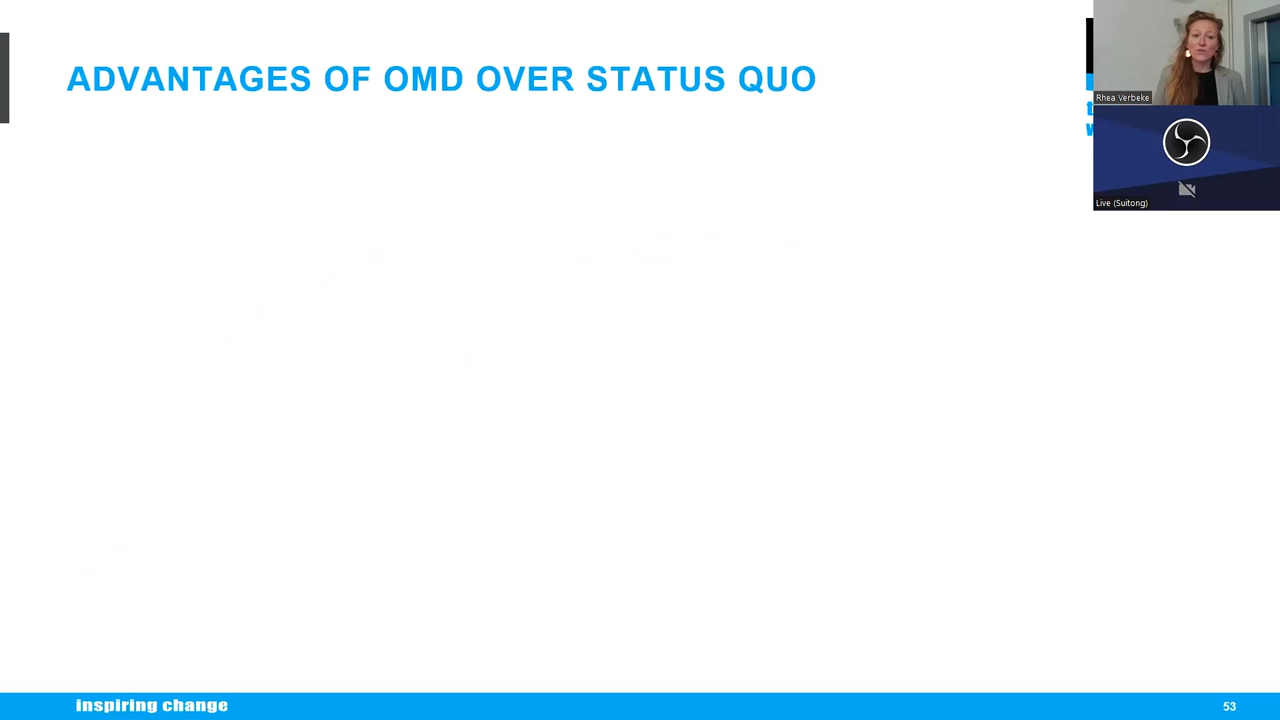 ADVANTAGES OF OMD OVER STATUS QUO
Rhea Verbeke
Live (Suitong)
inspiring change
53